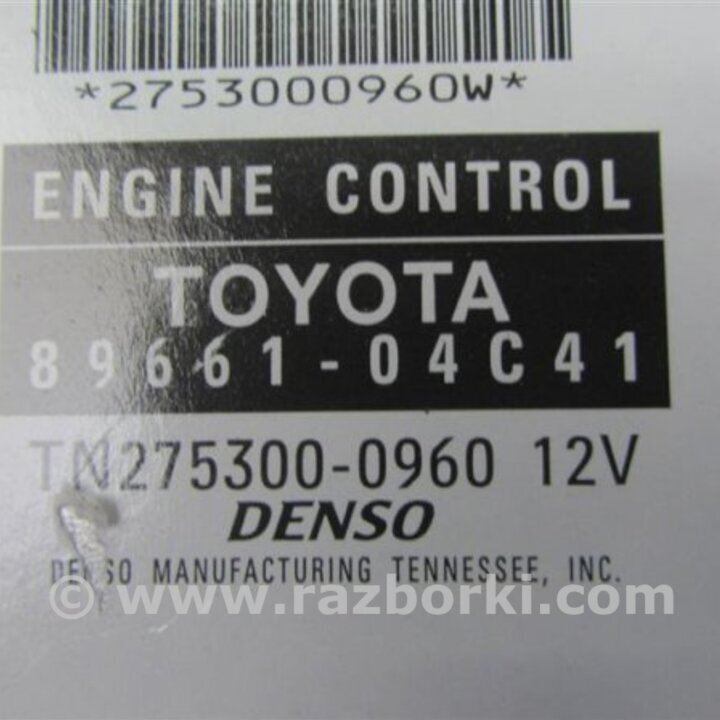 *2753000960W*
ENGINE CONTROL
TOYOTA
89661-04C41
TN275300-0960 12V
DENSO
DENSO MANUFACTURING TENNESSEE, INC.
© www.razborki.com